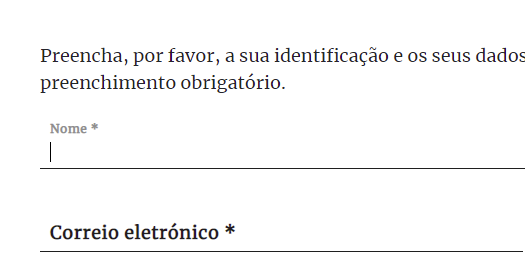 Preencha, por favor, a sua identificação e os seus dados
preenchimento obrigatório.
Nome *
Correio eletrónico *